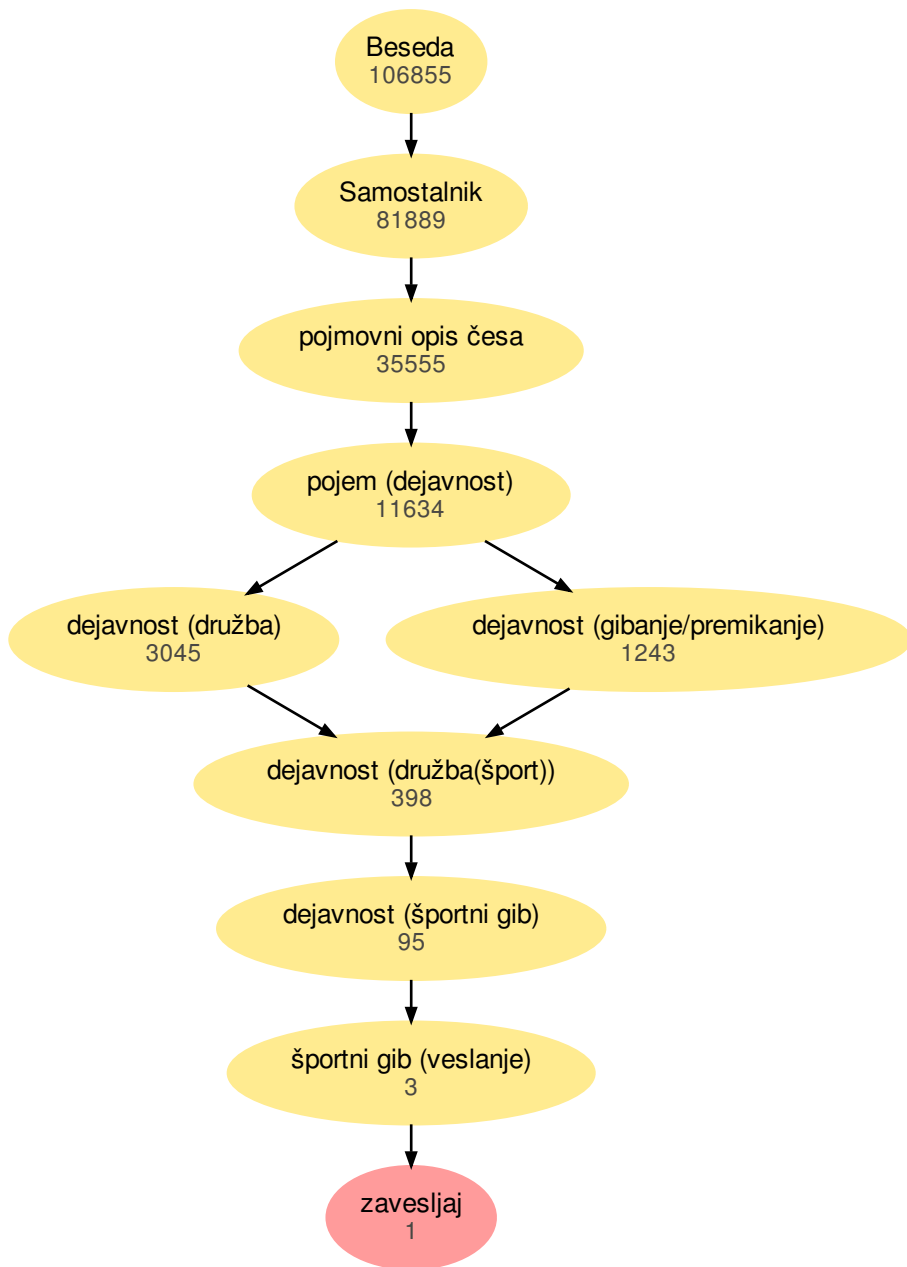 Beseda
106855
Samostalnik
81889
pojmovni opis česa
35555
pojem (dejavnost)
11634
dejavnost (družba)
3045
dejavnost (gibanje/premikanje)
1243
dejavnost (družba(šport))
398
dejavnost (športni gib)
95
športni gib (veslanje)
3
zavesljaj
1